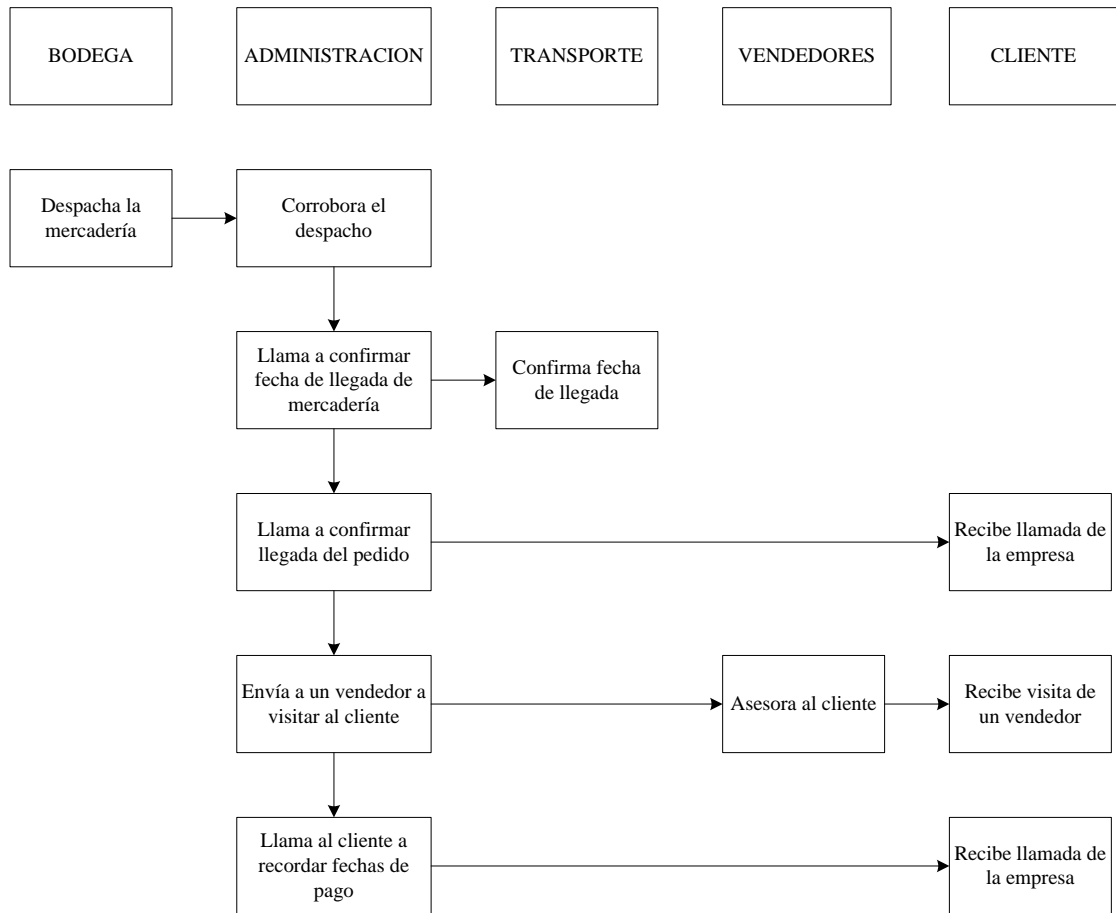 BODEGA
ADMINISTRACION
TRANSPORTE
VENDEDORES
CLIENTE
Despacha la
mercadería
Corrobora el
despacho
Llama a confirmar
fecha de llegada de
mercadería
Confirma fecha
de llegada
Llama a confirmar
llegada del pedido
Recibe llamada de
la empresa
Envía a un vendedor a
visitar al cliente
Asesora al cliente
Recibe visita de
un vendedor
Llama al cliente a
recordar fechas de
pago
Recibe llamada de
la empresa